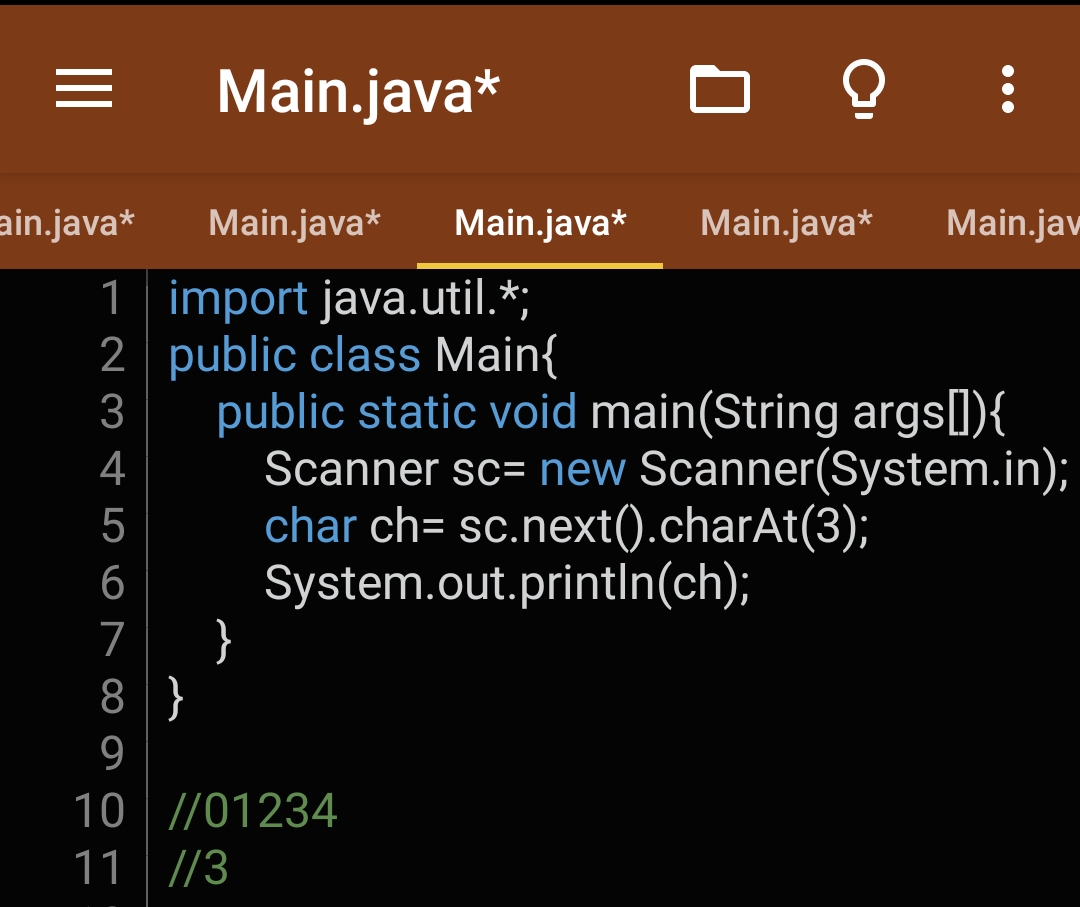 Main.java*
ain.java* Main.java* Main.java* Main.java* Main.jav
1 import java.util.*;
2 public class Main{
3 public static void main(String args[]){
4 Scanner sc= new Scanner(System.in);
5 char ch= sc.next().charAt(3);
6 System.out.println(ch);
7 }
8 }
9
10 //01234
11 //3